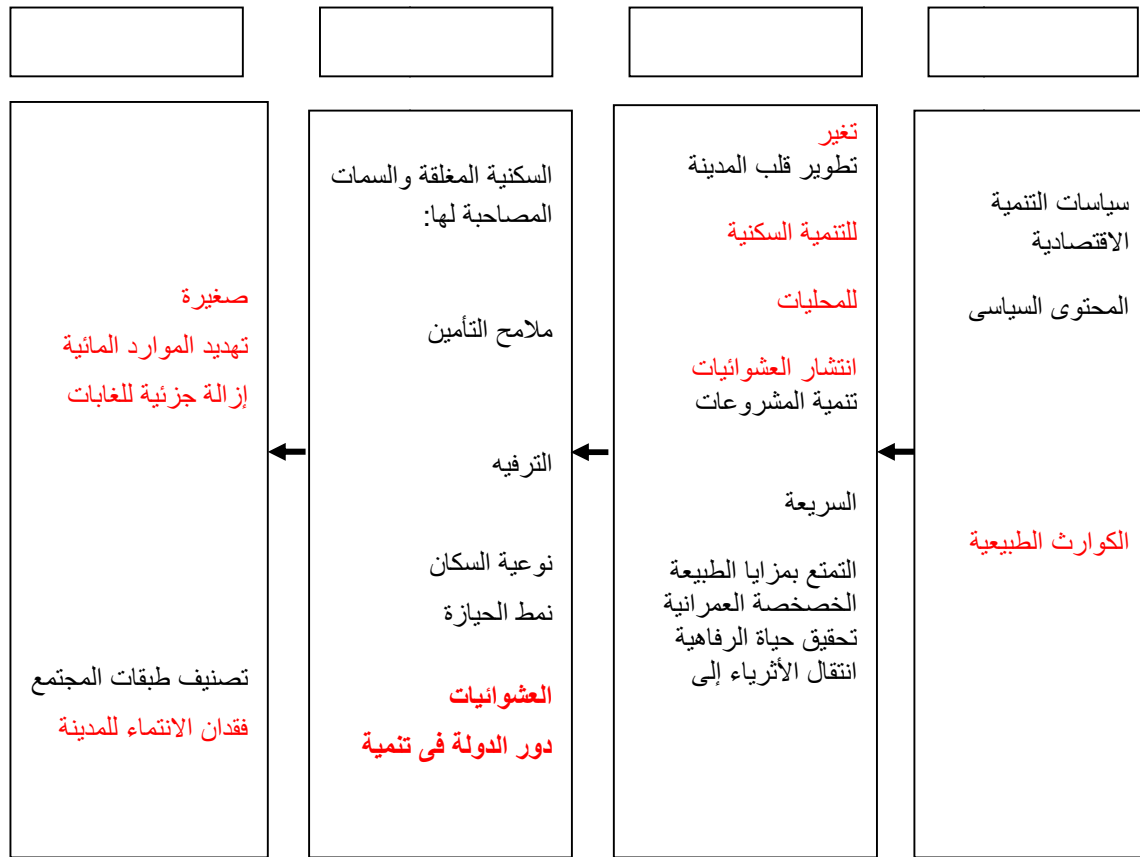 سياسات التنمية
الاقتصادية
المحتوى السياسى
الكوارث الطبيعية
تغير
تطوير قلب المدينة
للتنمية السكنية
للمحليات
انتشار العشوائيات
تنمية المشروعات
السريعة
التمتع بمزايا الطبيعة
الخصخصة العمرانية
تحقيق حياة الرفاهية
انتقال الأثرياء إلى
السكنية المغلقة والسمات
المصاحبة لها:
ملامح التأمين
الترفيه
نوعية السكان
نمط الحيازة
العشوائيات
دور الدولة فى تنمية
صغيرة
تهديد الموارد المائية
إزالة جزئية للغابات
تصنيف طبقات المجتمع
فقدان الانتماء للمدينة